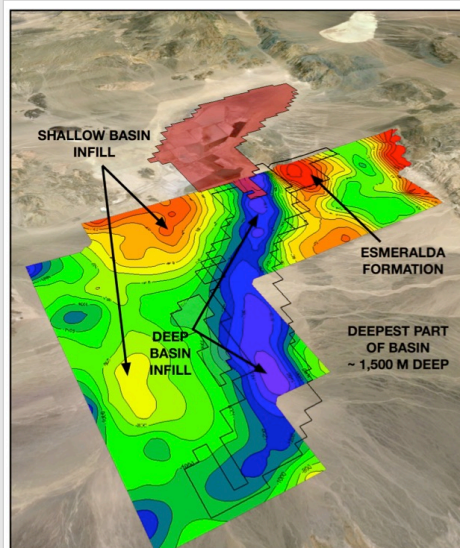 SHALLOW BASIN
INFILL
ESMERALDA
FORMATION
DEEP
BASIN
INFILL
DEEPEST PART
OF BASIN
~ 1,500 M DEEP